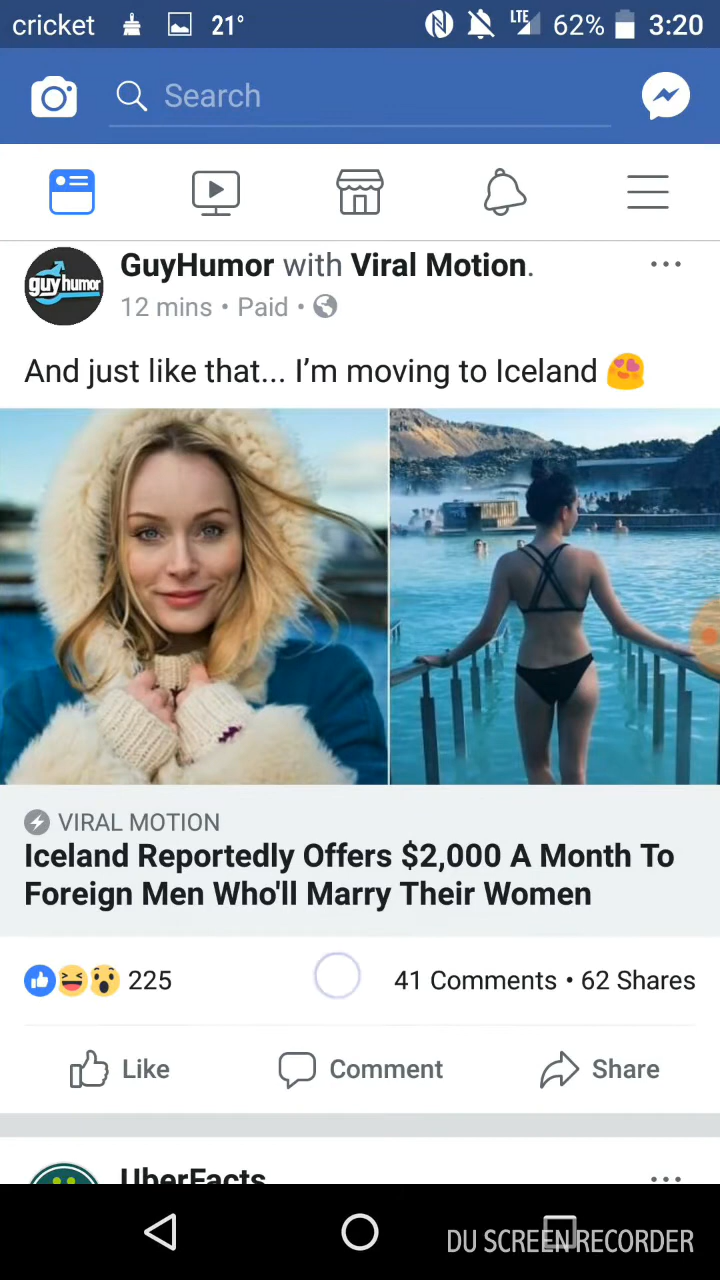 cricket 21° LTE 62% 3:20
Search
guyhumor
GuyHumor with Viral Motion.
12 mins • Paid •
And just like that... I’m moving to Iceland 😍
VIRAL MOTION
Iceland Reportedly Offers $2,000 A Month To
Foreign Men Who'll Marry Their Women
225 41 Comments • 62 Shares
Like Comment Share
UberFacts
DU SCREEN RECORDER